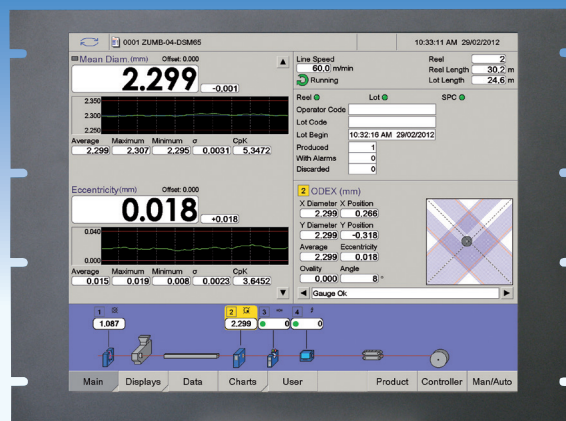 0001 ZUMB-04-DSM65
10:33:11 AM 29/02/2012
Mean Diam. (mm) Offset: 0.000
2.299 -0,001
2.350
2.300
2.250
Average Maximum Minimum σ CpK
2.299 2.307 2.295 0.0031 5.3472
Eccentricity(mm) Offset: 0.000
0.018 +0,018
0.040
0.000
Average Maximum Minimum σ CpK
0.015 0.019 0.008 0.0023 3.6452
Line Speed
60,0 m/min
Running
Reel 2
Reel Length 30,2 m
Lot Length 24,6 m
Reel Lot SPC
Operator Code
Lot Code
Lot Begin 10:32:16 AM 29/02/2012
Produced 1
With Alarms 0
Discarded 0
2 ODEX (mm)
X Diameter X Position
2.299 0,266
Y Diameter Y Position
2.299 -0.318
Average Eccentricity
2.299 0,018
Ovality Angle
0,000 8 °
Gauge Ok
1 2 3 4
1.087 2.299 0 0
Main Displays Data Charts User Product Controller Man/Auto